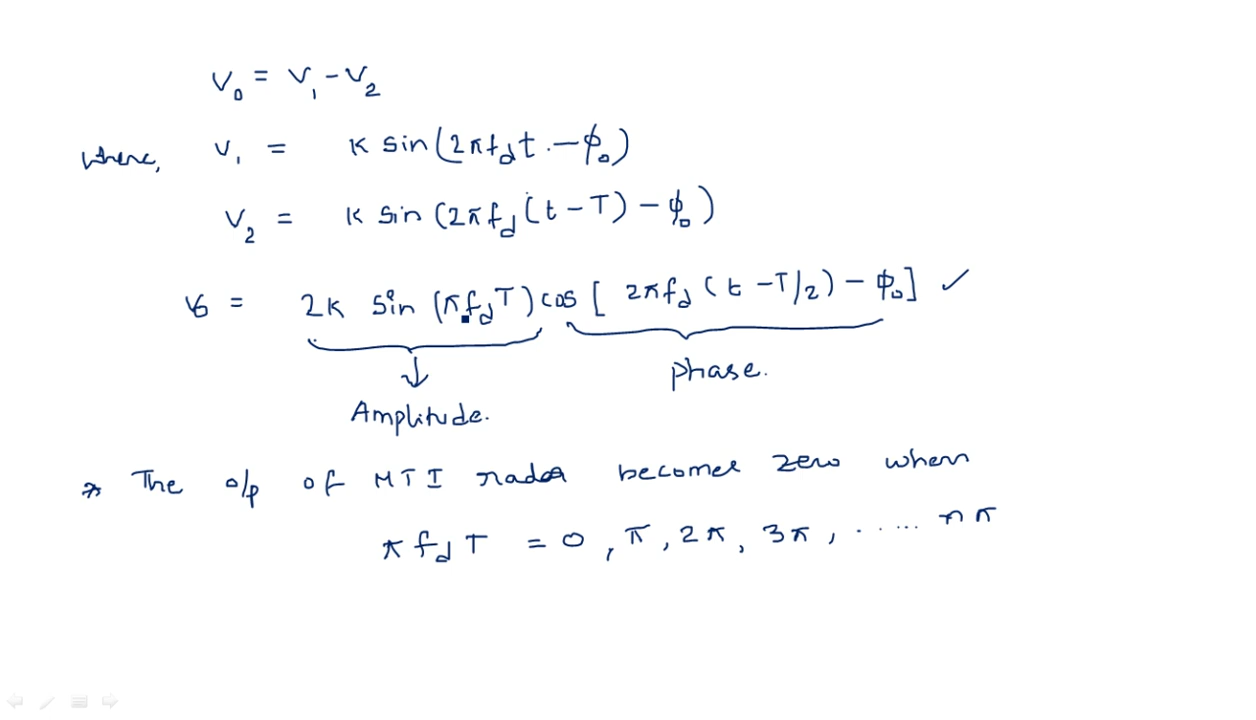 V₀ = V₁ - V₂
where, V₁ = K sin(2πf_d t - φ₀)
V₂ = K sin (2πf_d (t - T) - φ₀)
V₀ = 2K sin (πf_d T) cos [ 2πf_d (t - T/2) - φ₀] ✓
phase.
Amplitude.
* The o/p of MTI radar becomes zero when
π f_d T = 0, π, 2π, 3π, ...... nπ